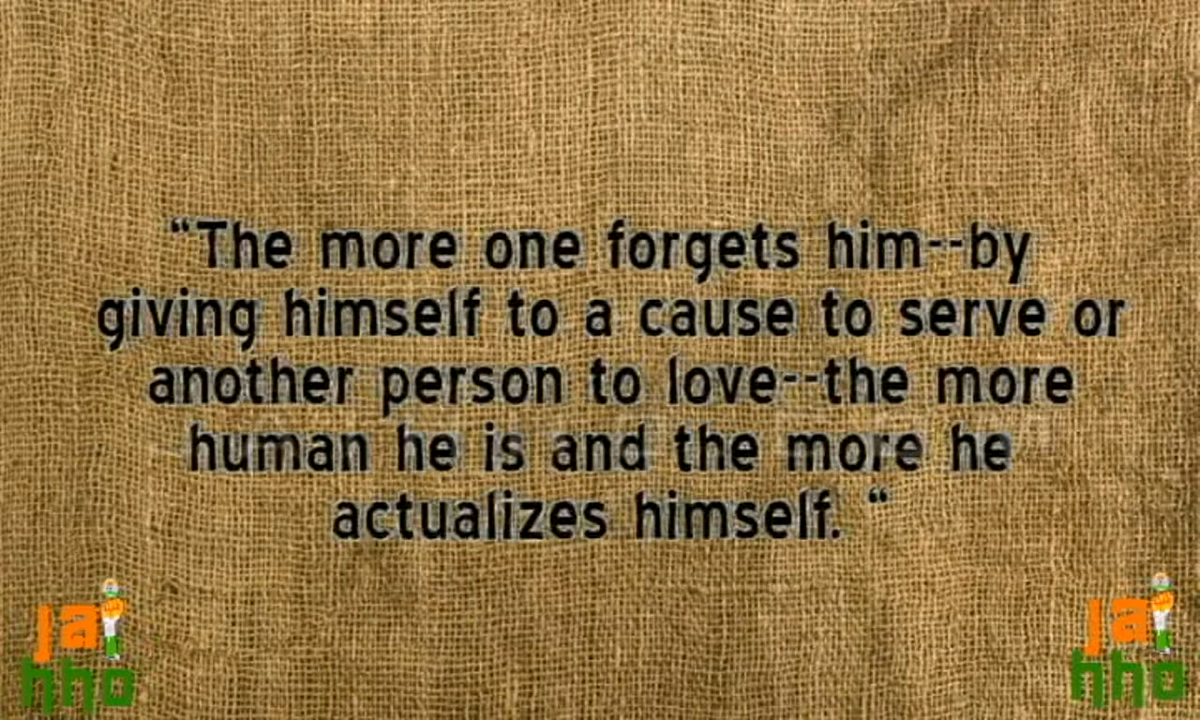 “The more one forgets him--by
giving himself to a cause to serve or
another person to love--the more
human he is and the more he
actualizes himself. “
jai
hho
jai
hho